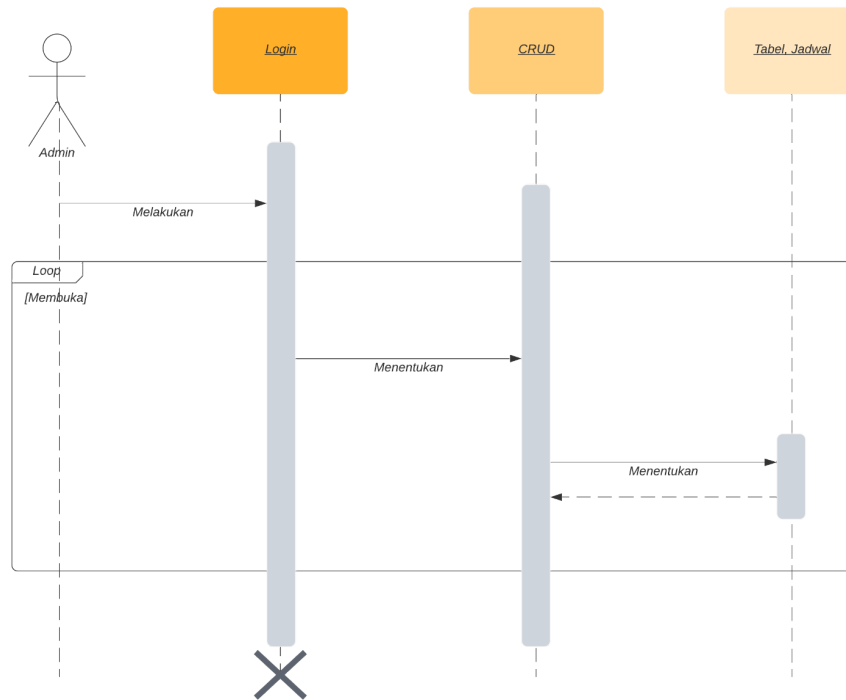 Login
CRUD
Tabel, Jadwal
Admin
Melakukan
Loop
[Membuka]
Menentukan
Menentukan